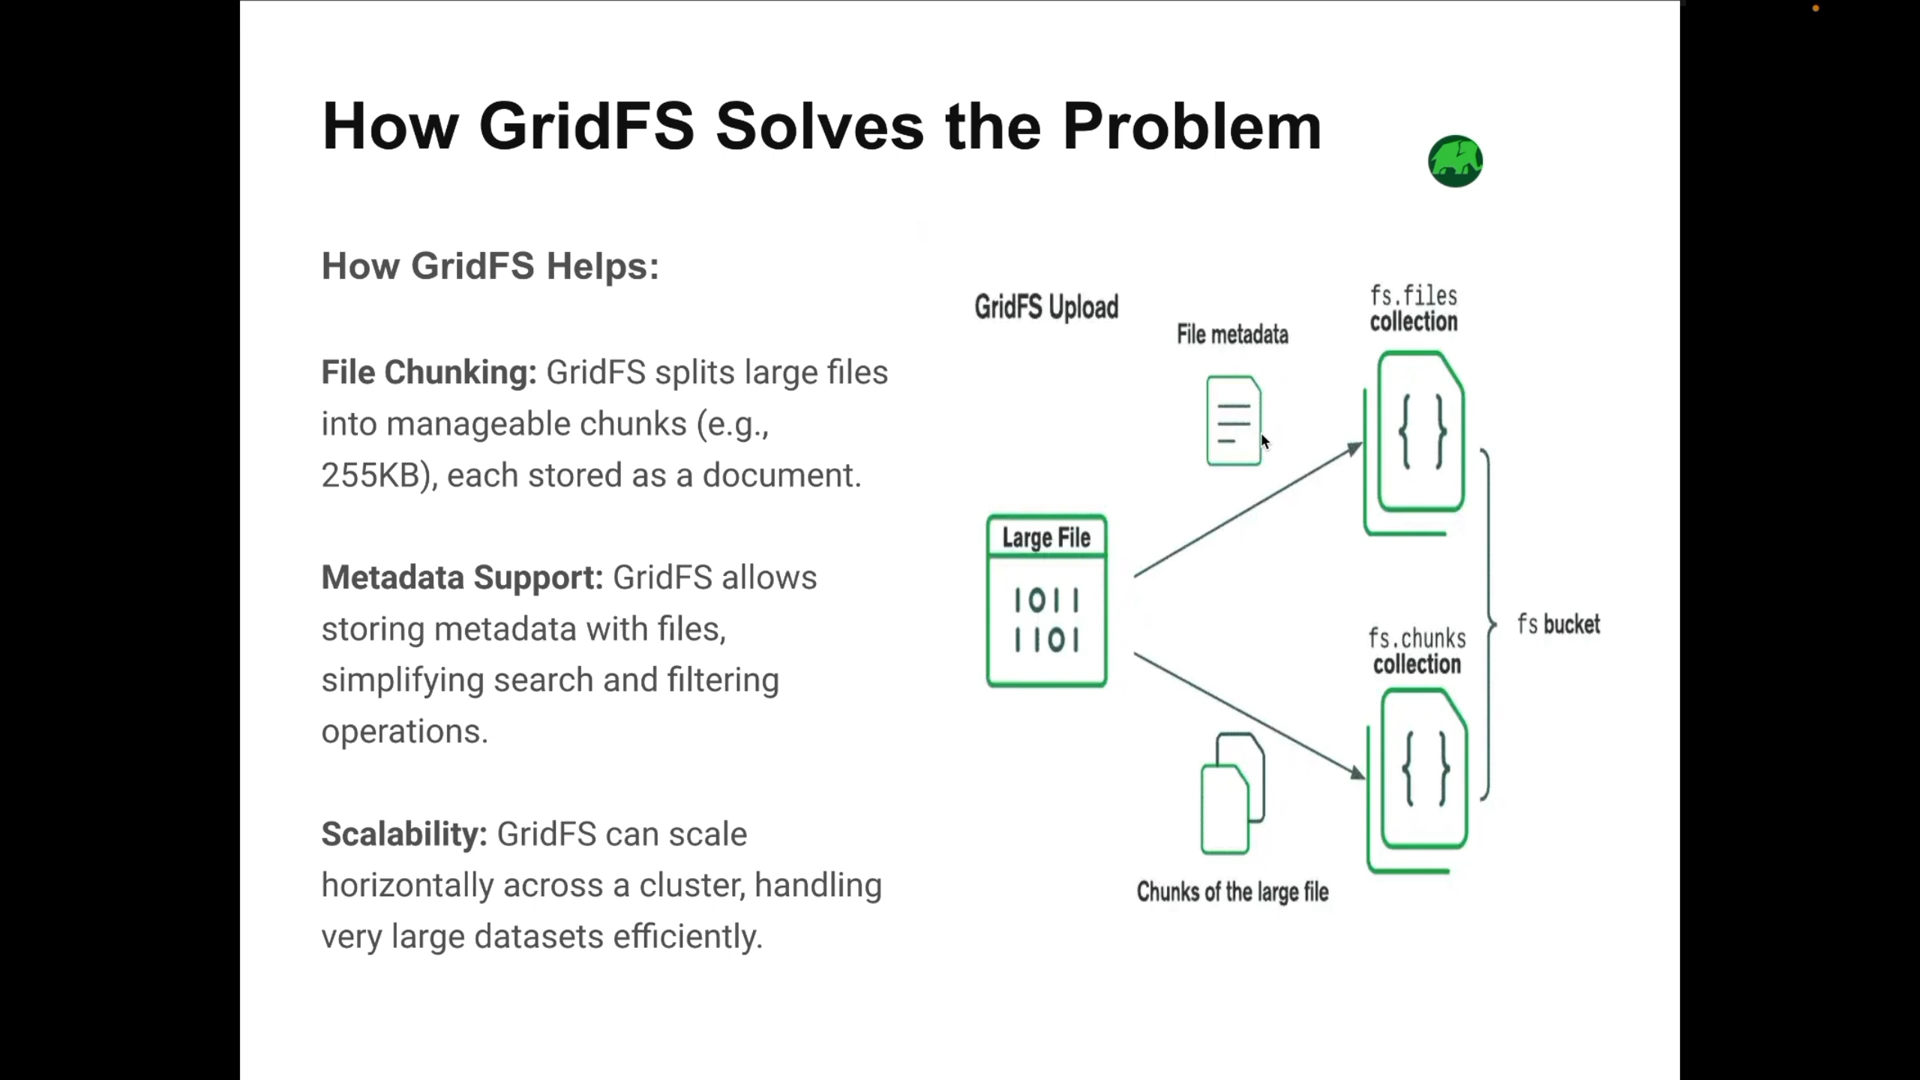 How GridFS Solves the Problem
How GridFS Helps:
File Chunking: GridFS splits large files
into manageable chunks (e.g.,
255KB), each stored as a document.
Metadata Support: GridFS allows
storing metadata with files,
simplifying search and filtering
operations.
Scalability: GridFS can scale
horizontally across a cluster, handling
very large datasets efficiently.
GridFS Upload
File metadata
fs.files
collection
Large File
1011
1101
fs.chunks
collection
fs bucket
Chunks of the large file